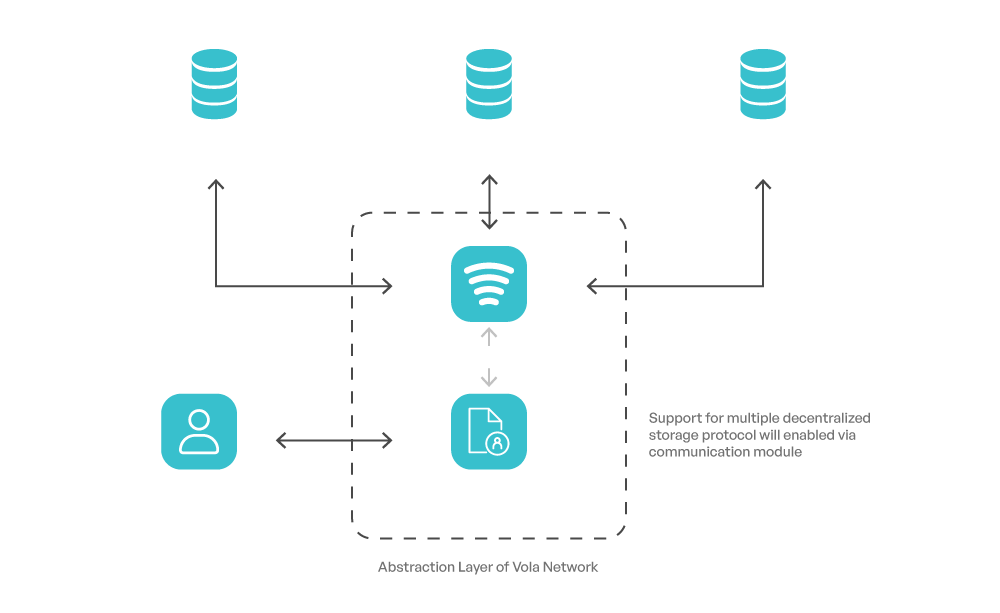 Support for multiple decentralized
storage protocol will enabled via
communication module
Abstraction Layer of Vola Network